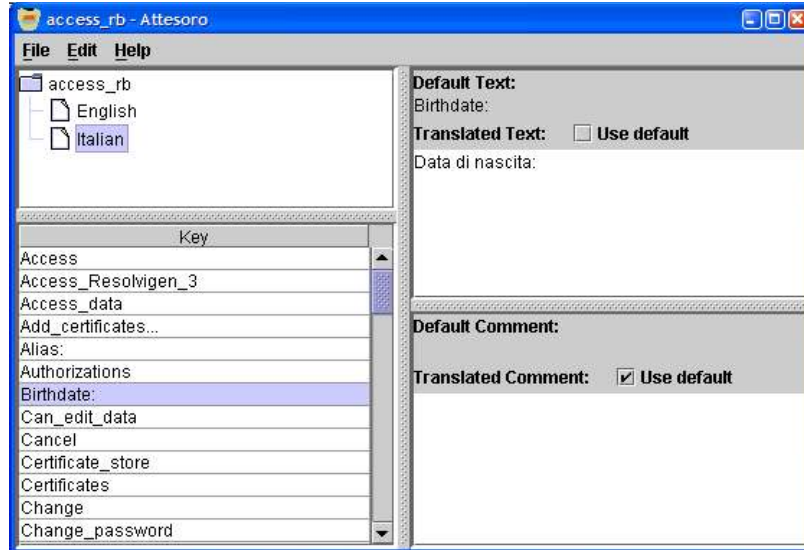 access_rb - Attesoro
File Edit Help
access_rb
English
Italian
Key
Access
Access_Resolvigen_3
Access_data
Add_certificates...
Alias:
Authorizations
Birthdate:
Can_edit_data
Cancel
Certificate_store
Certificates
Change
Change_password
Default Text:
Birthdate:
Translated Text: Use default
Data di nascita:
Default Comment:
Translated Comment: Use default